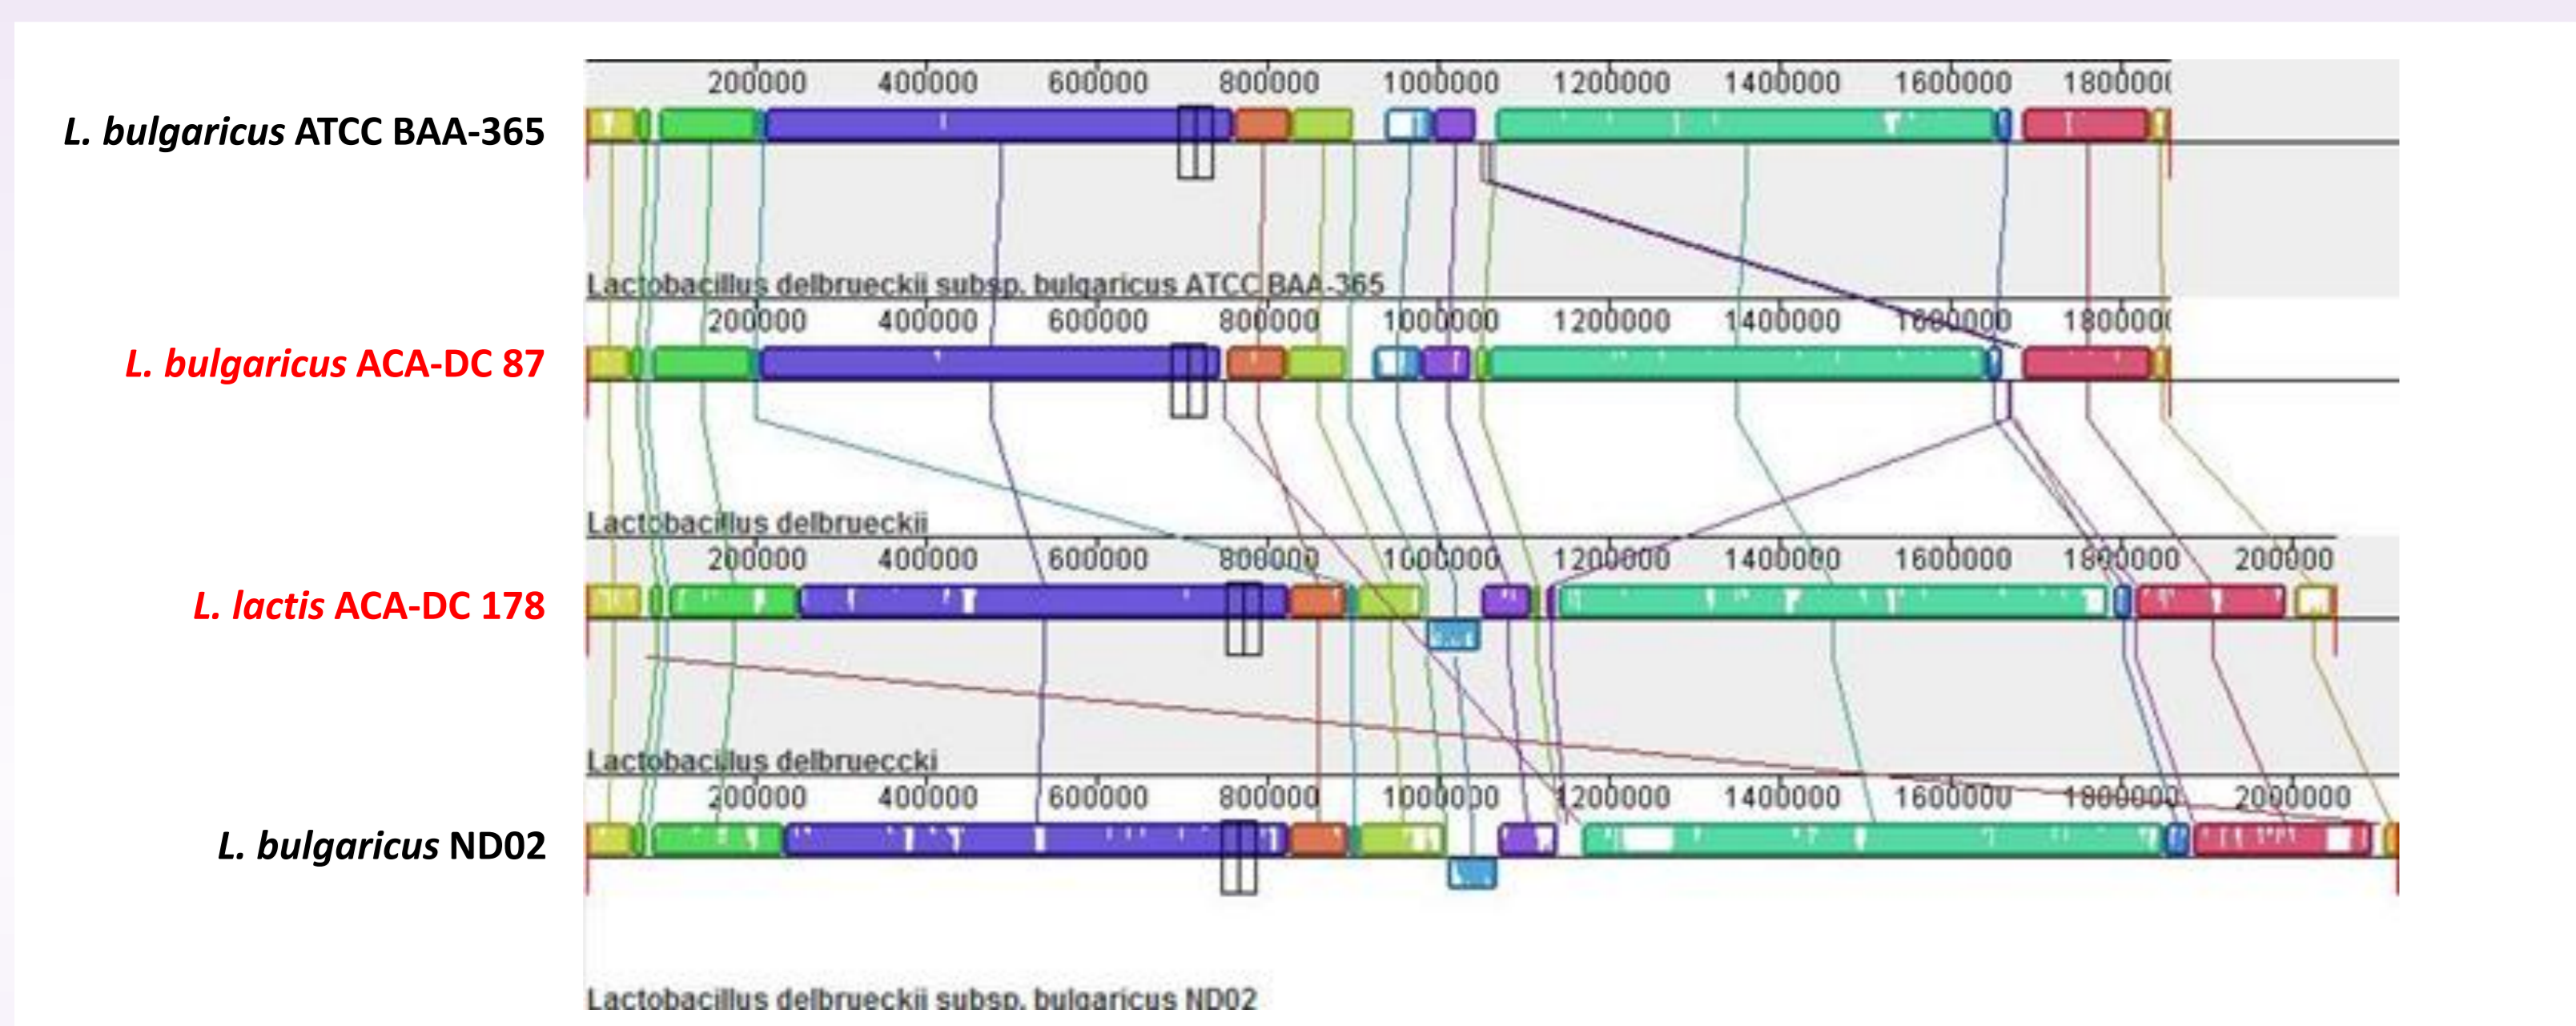 200000 400000 600000 800000 1000000 1200000 1400000 1600000 180000(
L. bulgaricus ATCC BAA-365
Lactobacillus delbrueckii subsp. bulgaricus ATCC BAA-365
200000 400000 600000 800000 1000000 1200000 1400000 1600000 180000(
L. bulgaricus ACA-DC 87
Lactobacillus delbrueckii
200000 400000 600000 800000 1000000 1200000 1400000 1600000 1800000 2000000
L. lactis ACA-DC 178
Lactobacillus delbrueccki
200000 400000 600000 800000 1000000 1200000 1400000 1600000 1800000 2000000
L. bulgaricus ND02
Lactobacillus delbrueckii subsp. bulgaricus ND02